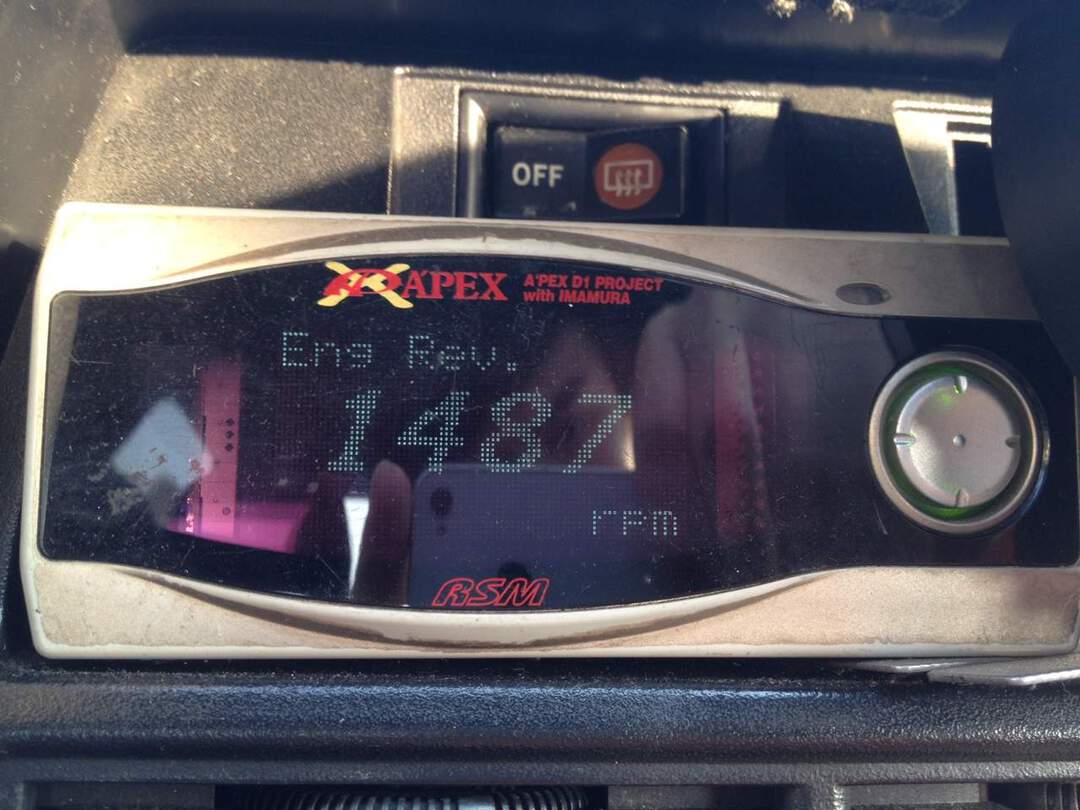 OFF
A'PEX
A'PEX D1 PROJECT
with IMAMURA
Eng Rev.
1487
rpm
RSM